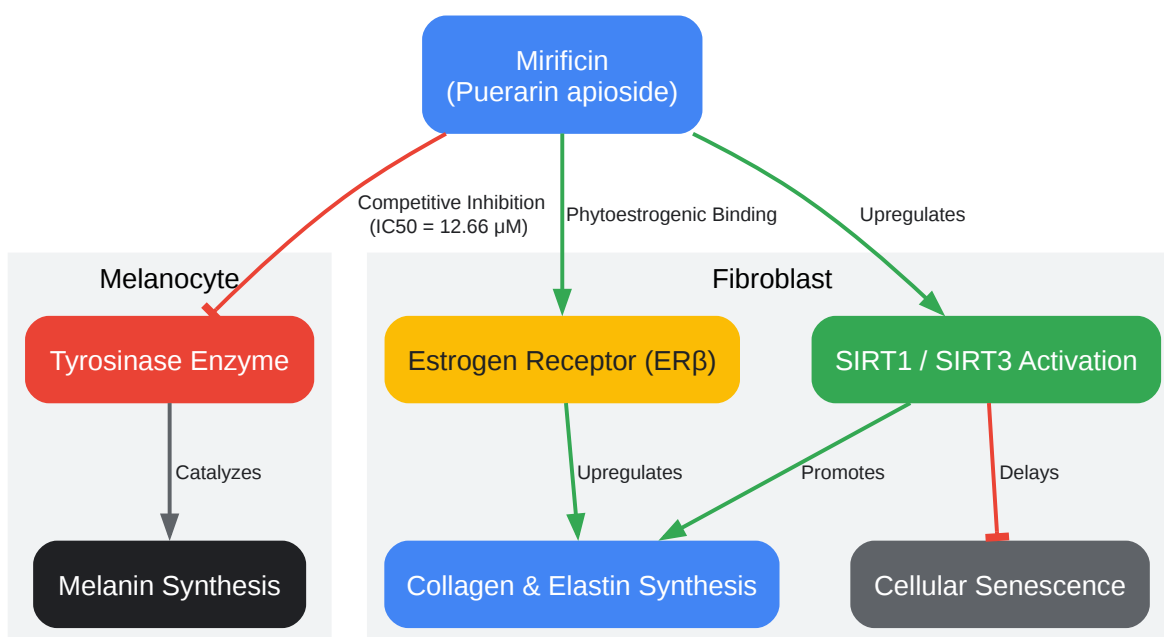 Mirificin
(Puerarin apioside)
Competitive Inhibition
(IC50 = 12.66 μM)
Phytoestrogenic Binding
Upregulates
Melanocyte
Fibroblast
Tyrosinase Enzyme
Estrogen Receptor (ERβ)
SIRT1 / SIRT3 Activation
Catalyzes
Upregulates
Promotes
Delays
Melanin Synthesis
Collagen & Elastin Synthesis
Cellular Senescence